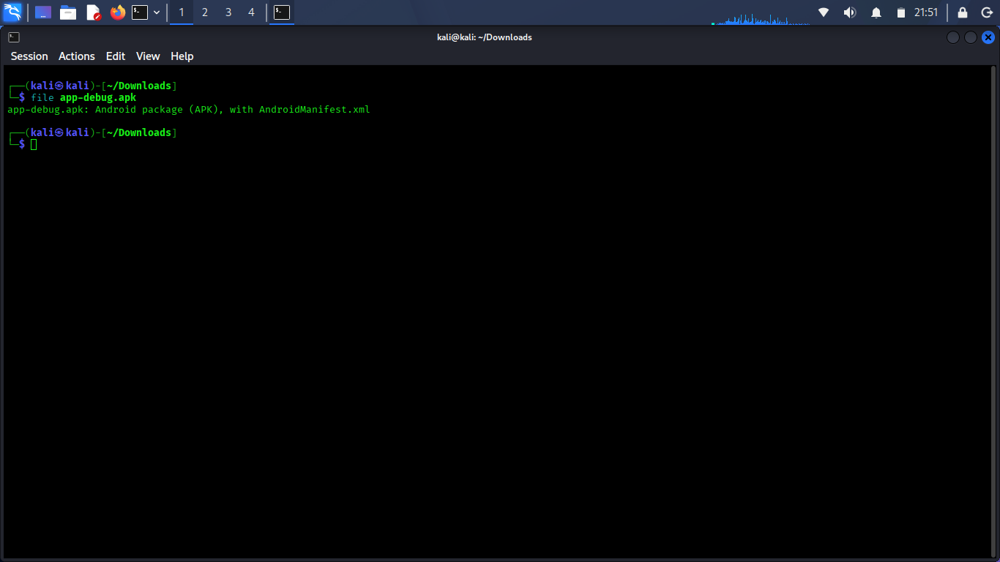 1 2 3 4 21:51
kali@kali: ~/Downloads
Session Actions Edit View Help
┌──(kali㉿kali)-[~/Downloads]
└─$ file app-debug.apk
app-debug.apk: Android package (APK), with AndroidManifest.xml
┌──(kali㉿kali)-[~/Downloads]
└─$